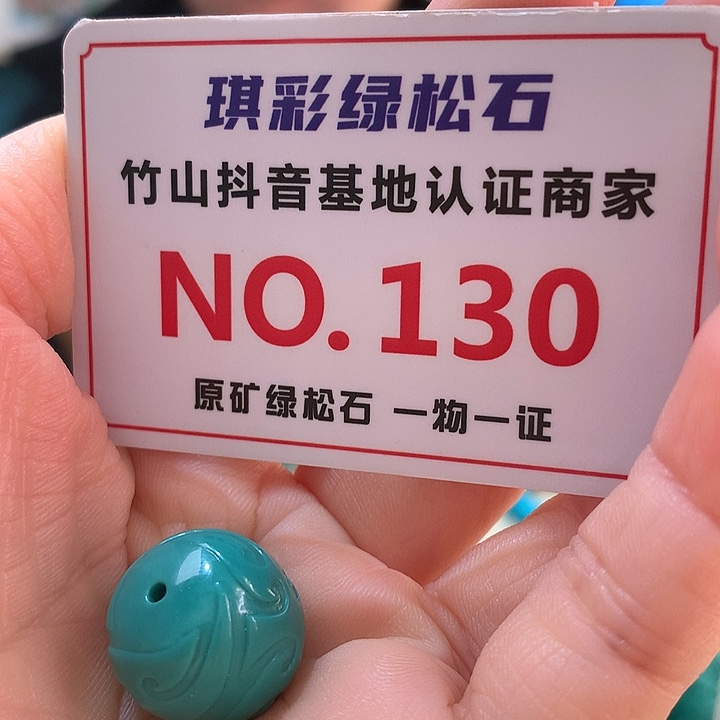 琪彩绿松石
竹山抖音基地认证商家
NO.130
原矿绿松石 一物一证